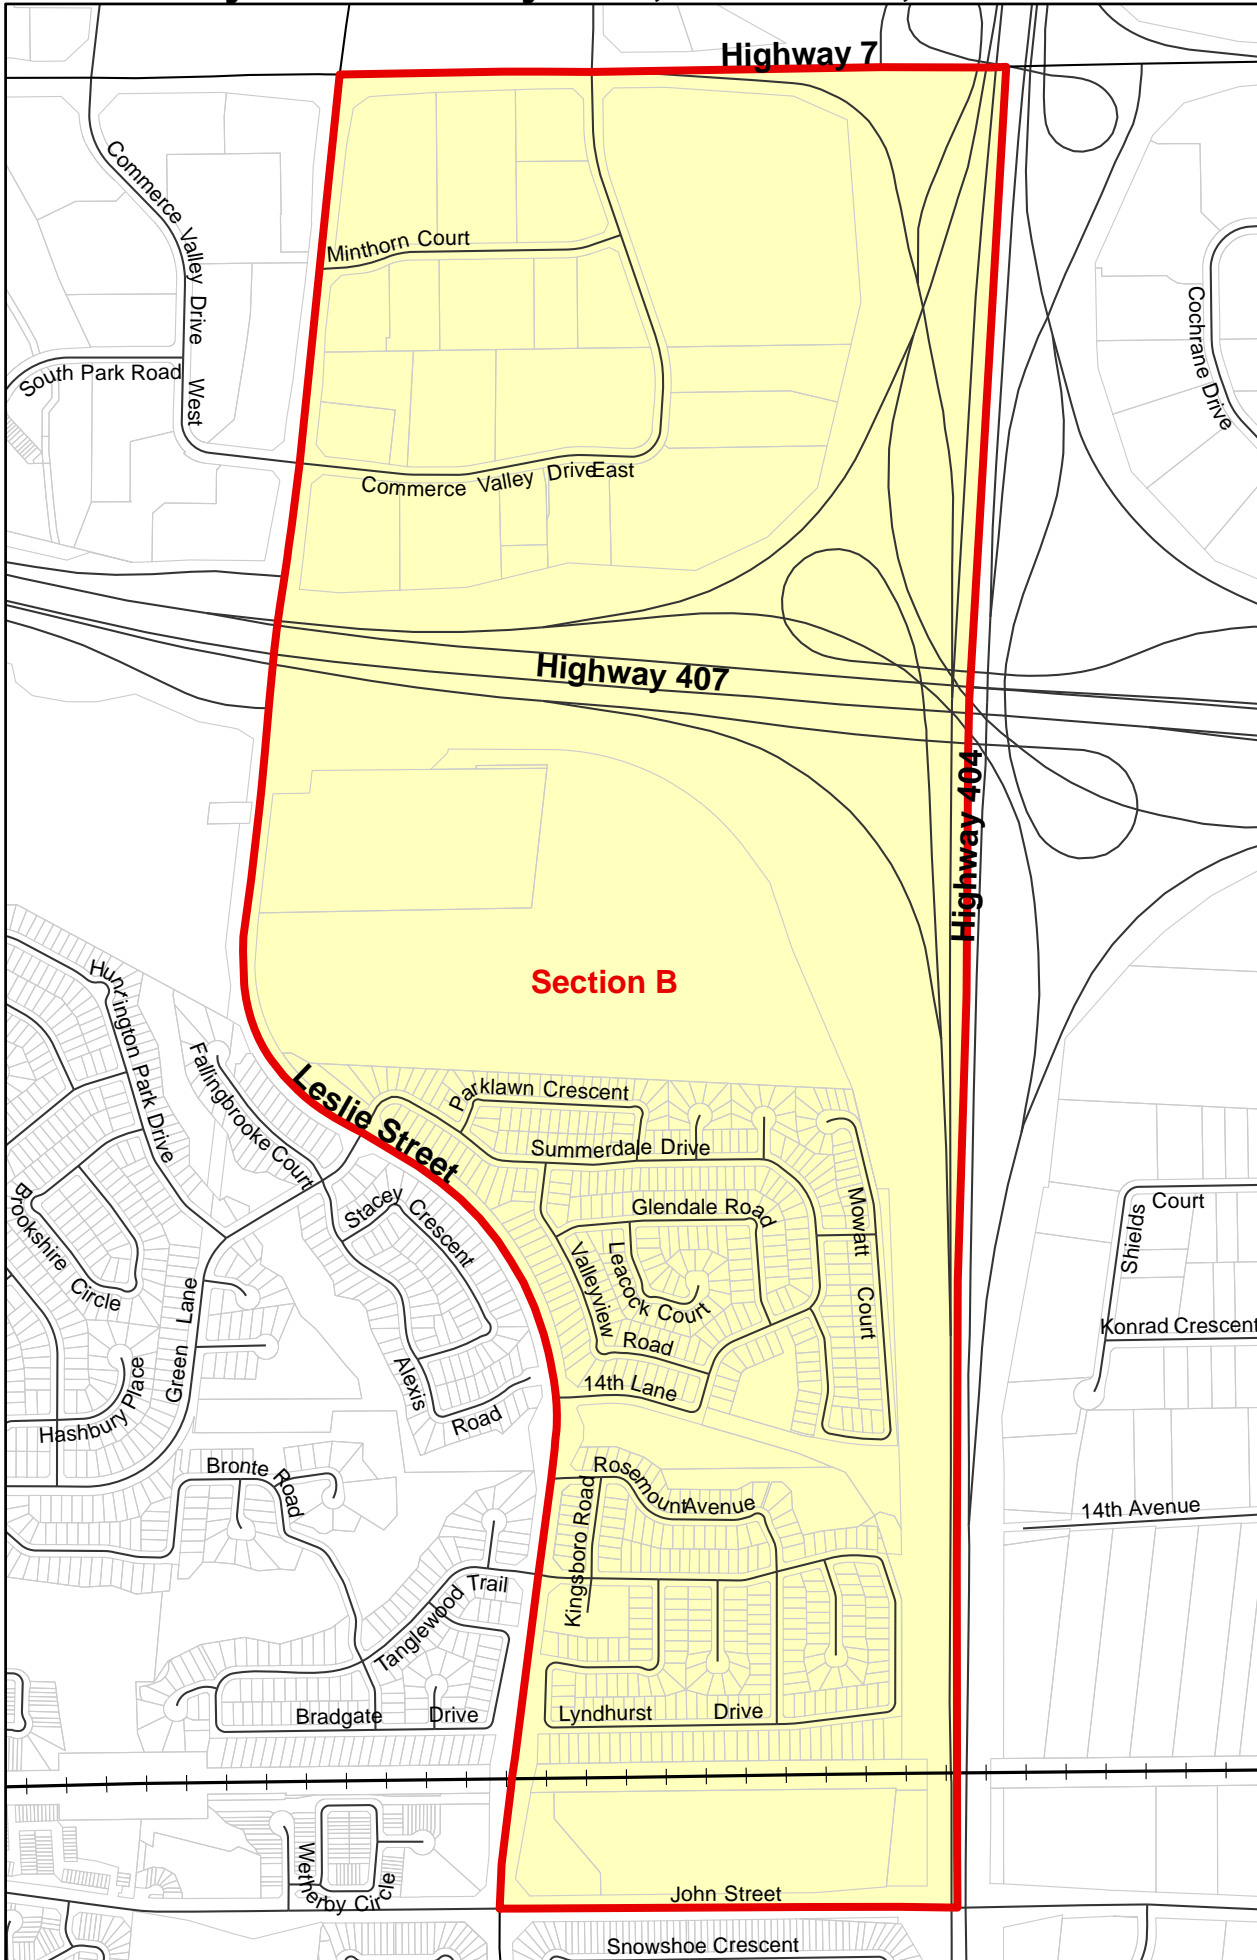 Highway 7
Commerce Valley Drive West
Minthorn Court
South Park Road
Cochrane Drive
Commerce Valley Drive East
Highway 407
Highway 404
Section B
Huntington Park Drive
Fallingbrooke Court
Leslie Street
Parklawn Crescent
Summerdale Drive
Stacey Crescent
Glendale Road
Mowatt Court
Brookshire Circle
Valleyview Road
Leacock Court
Shields Court
Green Lane
Konrad Crescent
Hashbury Place
Alexis Road
14th Lane
Bronte Road
Rosemount Avenue
Kingsboro Road
14th Avenue
Tanglewood Trail
Bradgate Drive
Lyndhurst Drive
Wetherby Circle
John Street
Snowshoe Crescent